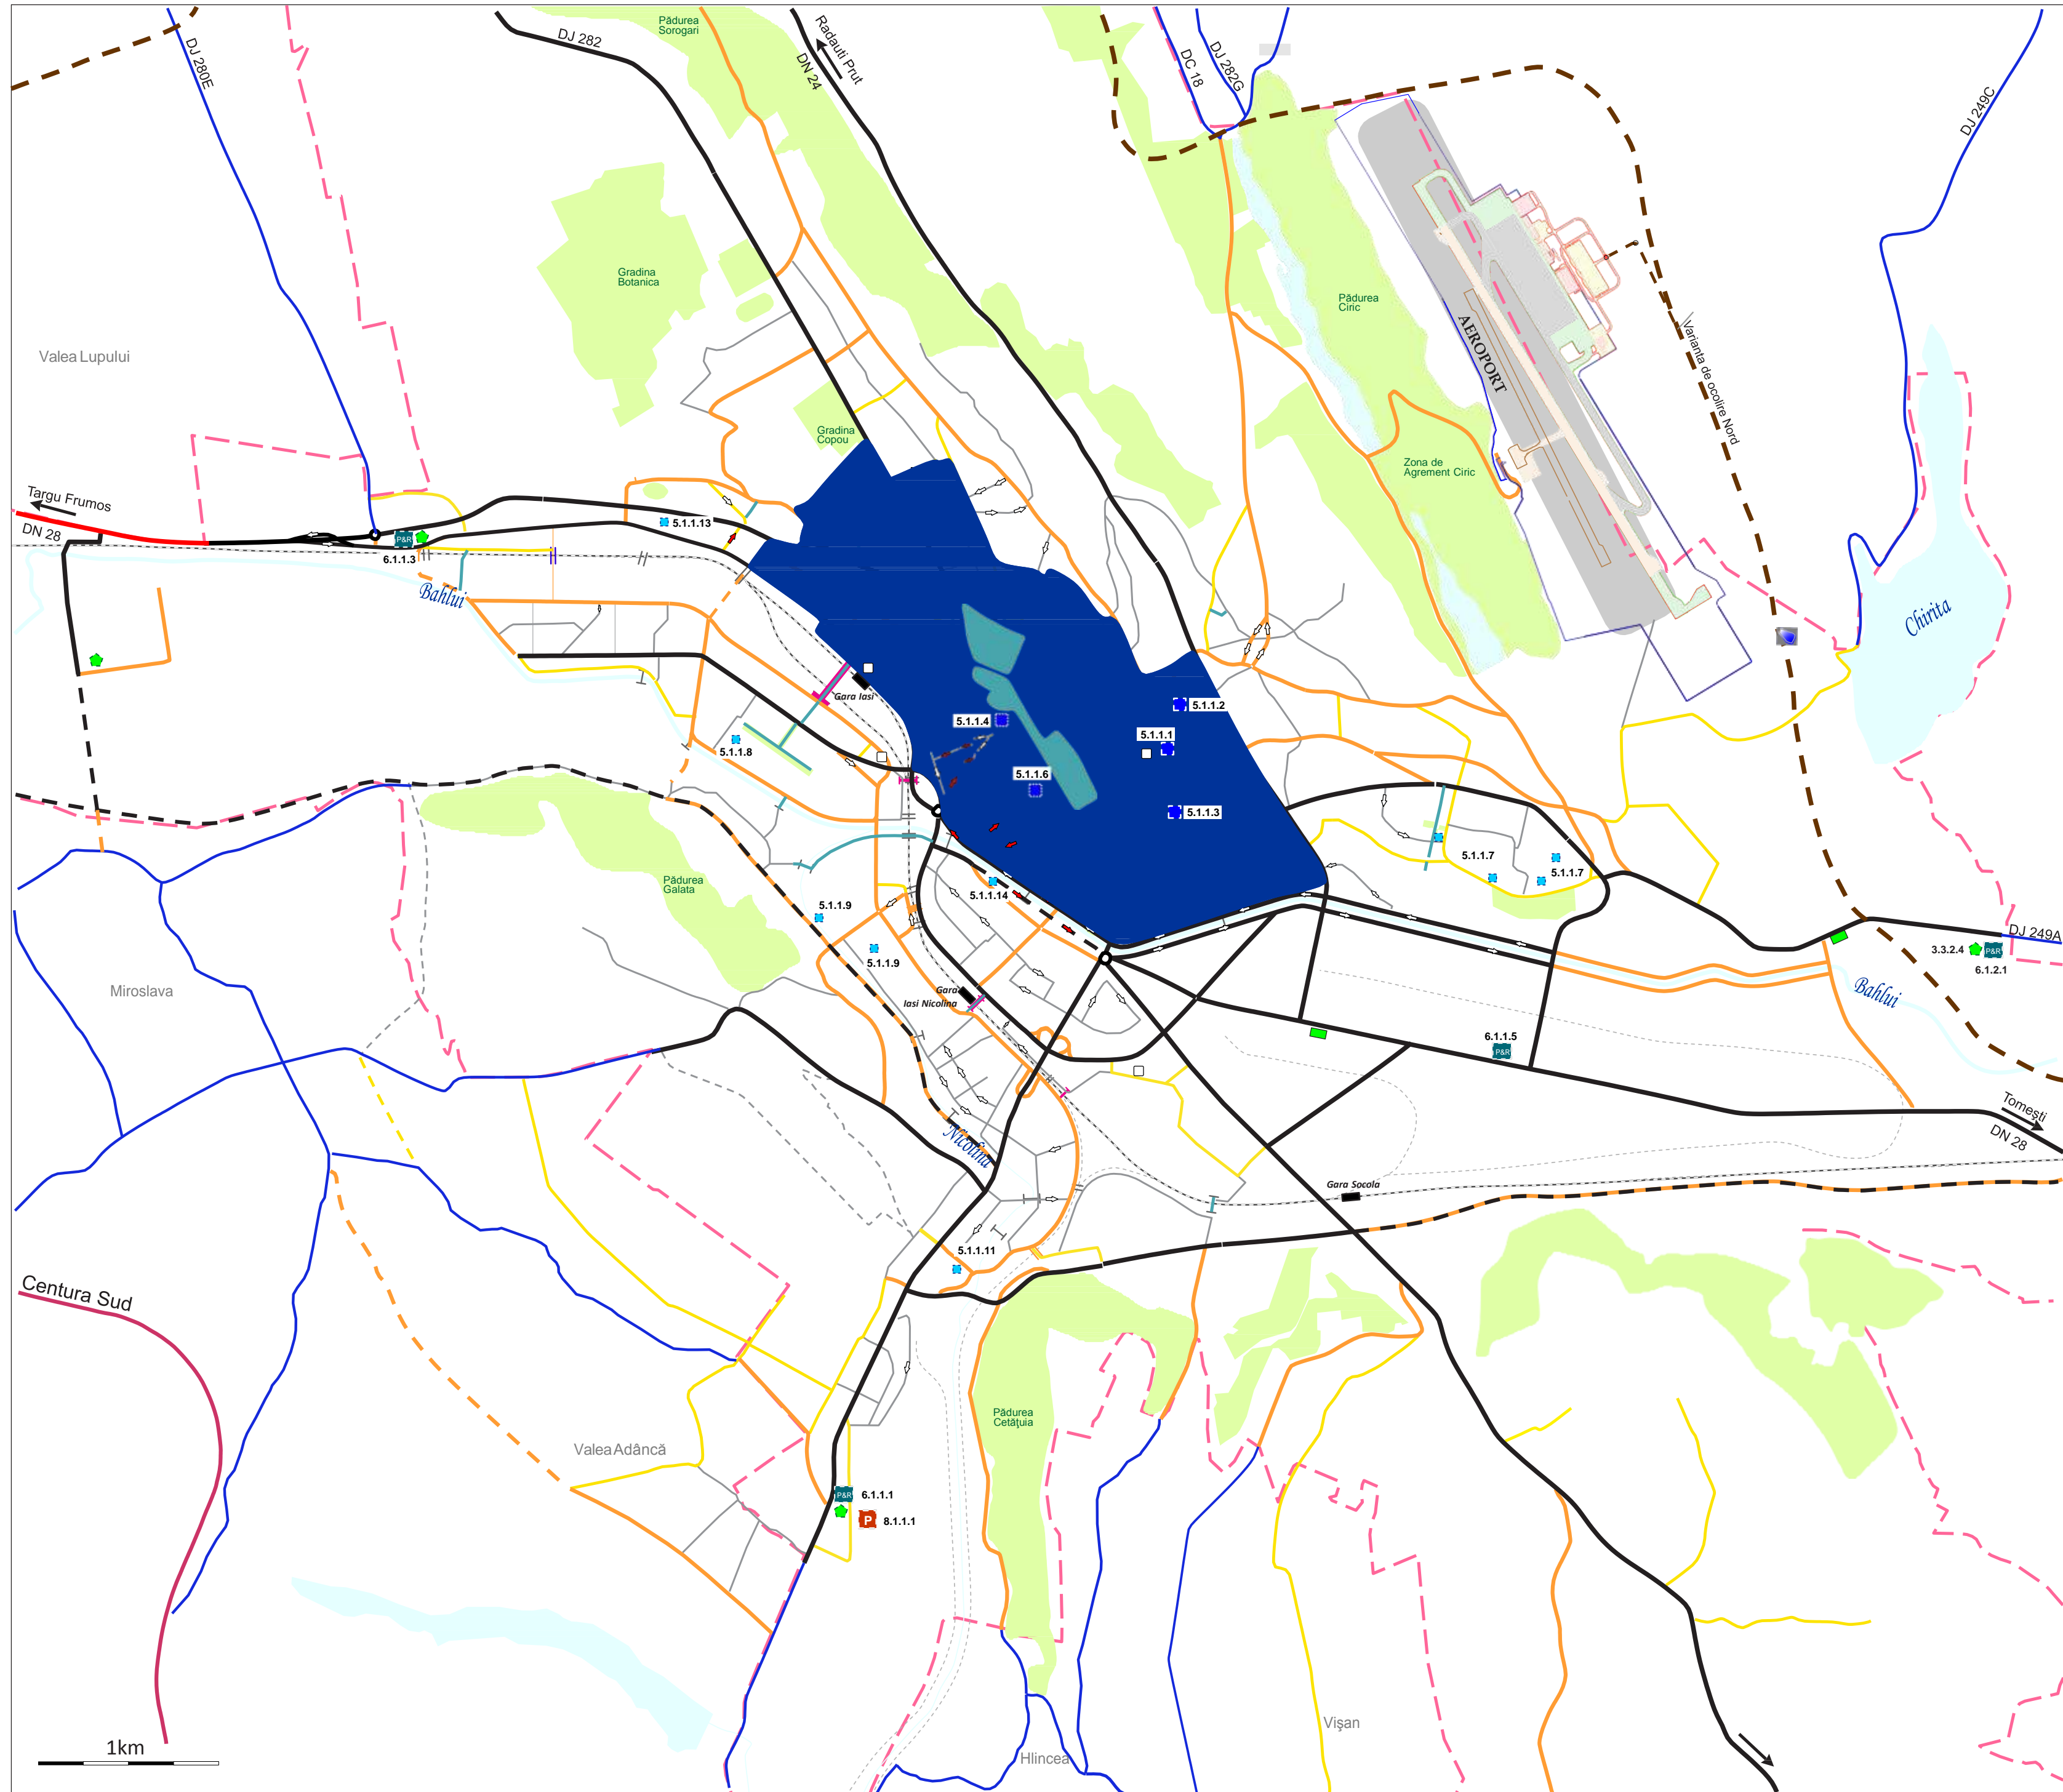 Pădurea
Sorogari
DJ 282
Radauti Prut
DN 24
DJ 280E
DC 18
DJ 282G
DJ 249C
Gradina
Botanica
Pădurea
Ciric
AEROPORT
Varianta de ocolire Nord
Valea Lupului
Gradina
Copou
Zona de
Agrement Ciric
Targu Frumos
DN 28
5.1.1.13
P&R
6.1.1.3
Bahlui
Chirita
Gara Iasi
5.1.1.2
5.1.1.4
5.1.1.1
5.1.1.8
5.1.1.6
5.1.1.3
5.1.1.7
5.1.1.7
Pădurea
Galata
5.1.1.14
5.1.1.9
5.1.1.9
DJ 249A
3.3.2.4
P&R
6.1.2.1
Miroslava
Gara
Iasi Nicolina
Bahlui
6.1.1.5
P&R
Tomeşti
DN 28
Nicolina
Gara Socola
5.1.1.11
Centura Sud
Pădurea
Cetăţuia
Valea Adâncă
P&R
6.1.1.1
P
8.1.1.1
Vişan
1km
Hlincea